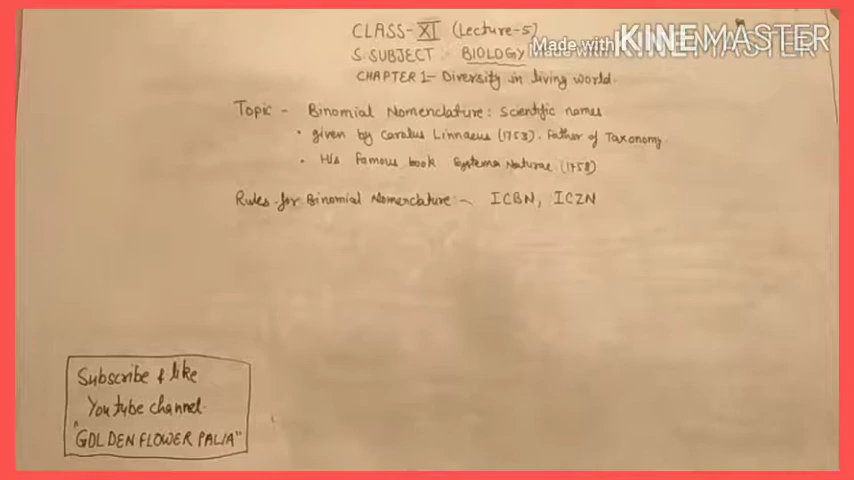 CLASS-XI (Lecture-5)
S.SUBJECT - BIOLOGY
Made with KINEMASTER
CHAPTER 1- Diversity in living world.
Topic - Binomial Nomenclature: Scientific names
• given by Carolus Linnaeus (1753). Father of Taxonomy.
• His famous book Systema Naturae (1758)
Rules for Binomial Nomenclature:- ICBN, ICZN
Subscribe & like
Youtube channel.
"GOLDEN FLOWER PALIA"